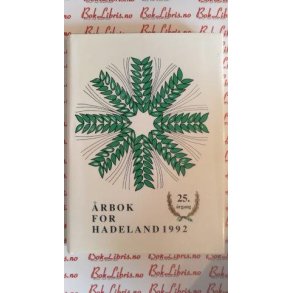 BokLibris.no
25.
årgang
ÅRBOK
FOR
HADELAND 1992